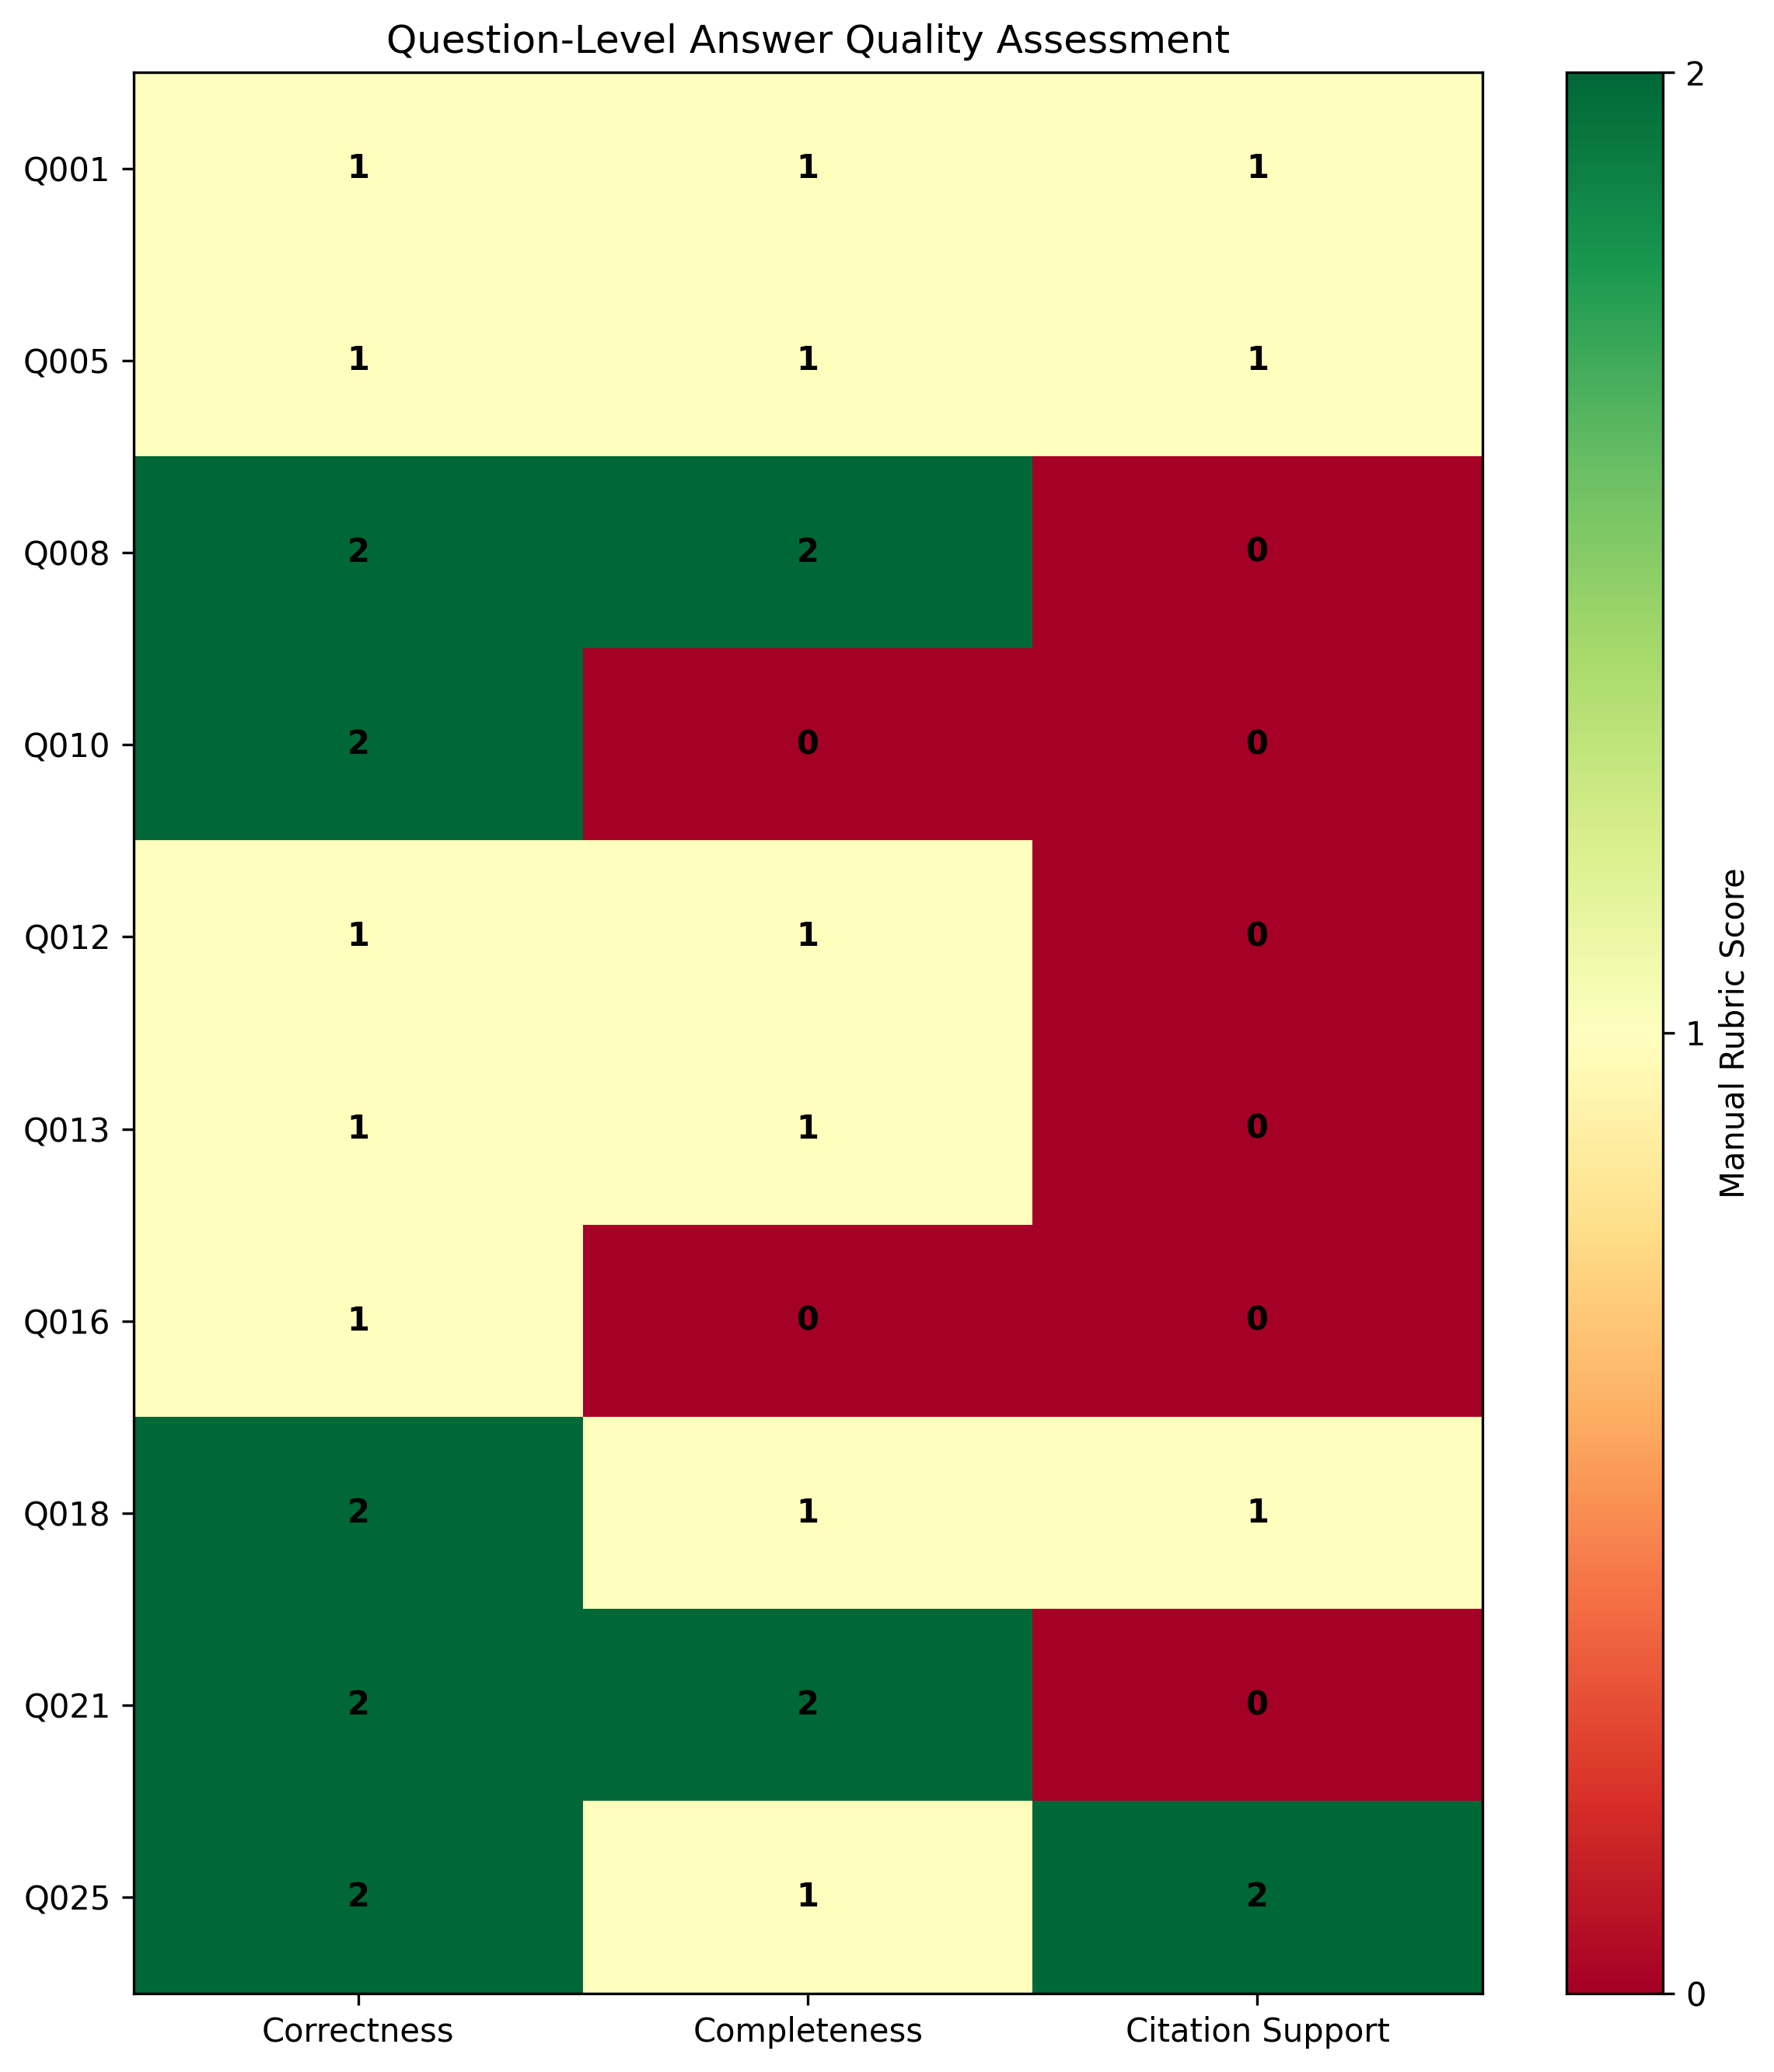 Question-Level Answer Quality Assessment
Q001 1 1 1
Q005 1 1 1
Q008 2 2 0
Q010 2 0 0
Q012 1 1 0
Q013 1 1 0
Q016 1 0 0
Q018 2 1 1
Q021 2 2 0
Q025 2 1 2
Correctness Completeness Citation Support
2
1
0
Manual Rubric Score